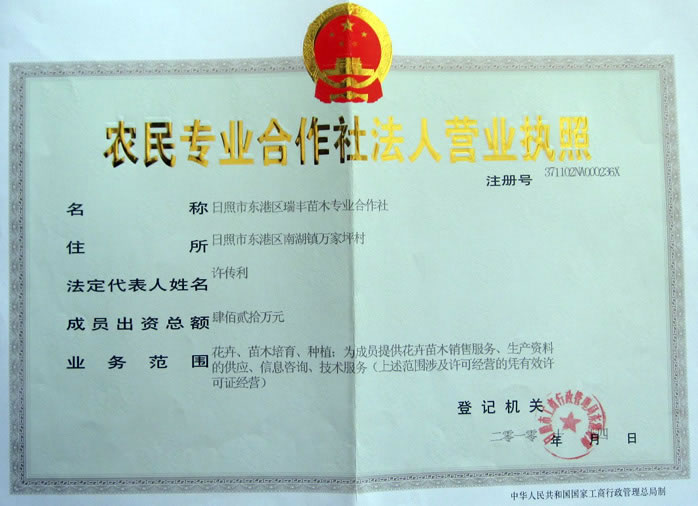 农民专业合作社法人营业执照
注册号 371102NA000236X
名称 日照市东港区瑞丰苗木专业合作社
住所 日照市东港区南湖镇万家坪村
法定代表人姓名 许传利
成员出资总额 肆佰贰拾万元
业务范围 花卉、苗木培育、种植；为成员提供花卉苗木销售服务、生产资料
的供应、信息咨询、技术服务（上述范围涉及许可经营的凭有效许
可证经营）
登记机关
二零一零年 月 四日
中华人民共和国国家工商行政管理总局制